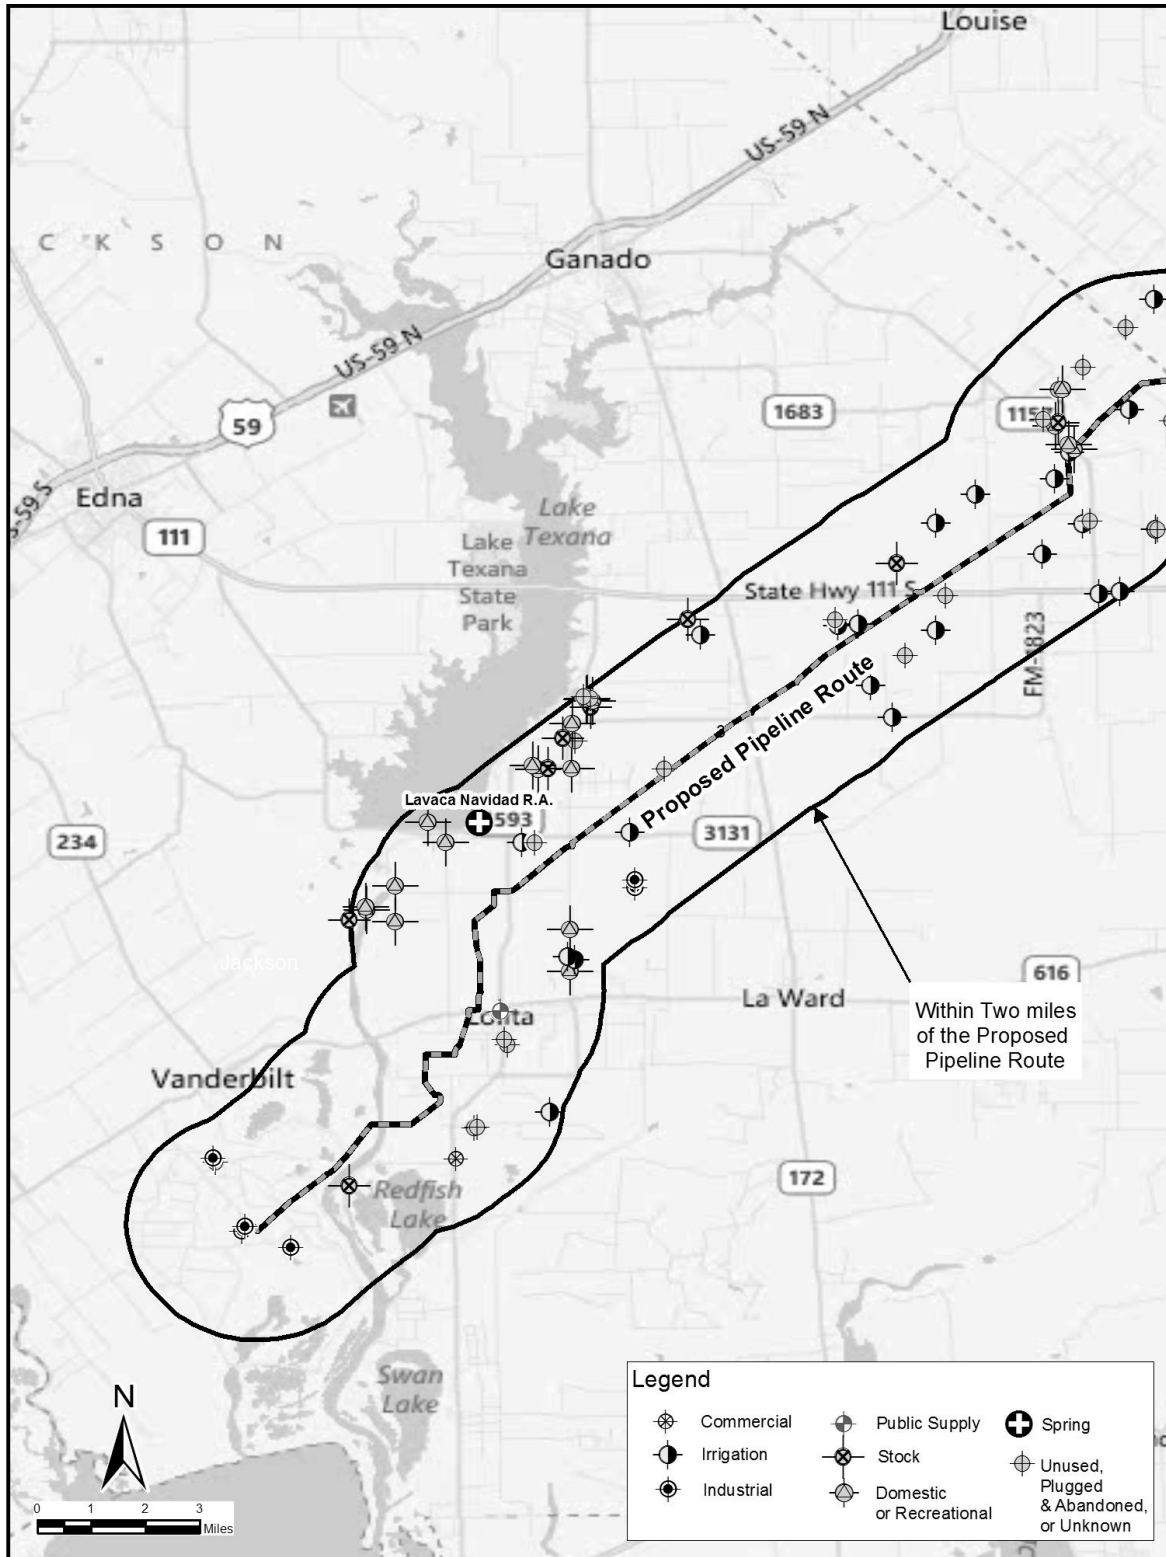 Louise
US-59 N
C K S O N
Ganado
US-59 N
1683
59
Edna
111
Lake
Texana
Lake
Texana
State
Park
State Hwy 111 S
FM-1823
Proposed Pipeline Route
Lavaca Navidad R.A.
593
234
3131
Jackson
616
La Ward
Lolita
Within Two miles
of the Proposed
Pipeline Route
Vanderbilt
172
Redfish
Lake
Swan
Lake
N
0 1 2 3
Miles
Legend
Commercial
Irrigation
Industrial
Public Supply
Stock
Domestic
or Recreational
Spring
Unused,
Plugged
& Abandoned,
or Unknown